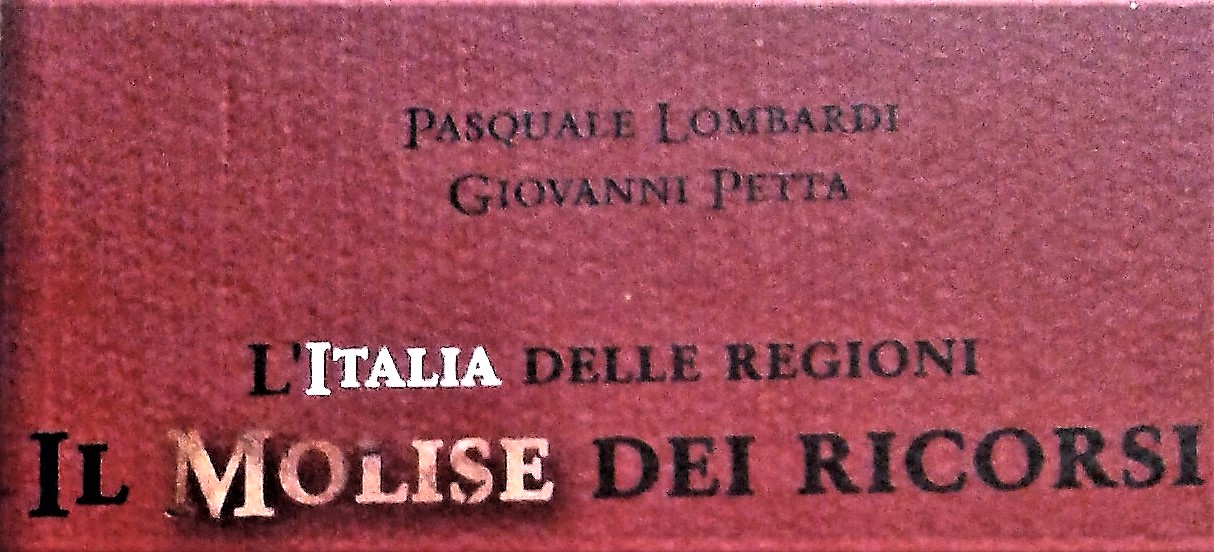 Pasquale Lombardi
Giovanni Petta
L'Italia delle regioni
Il Molise dei ricorsi